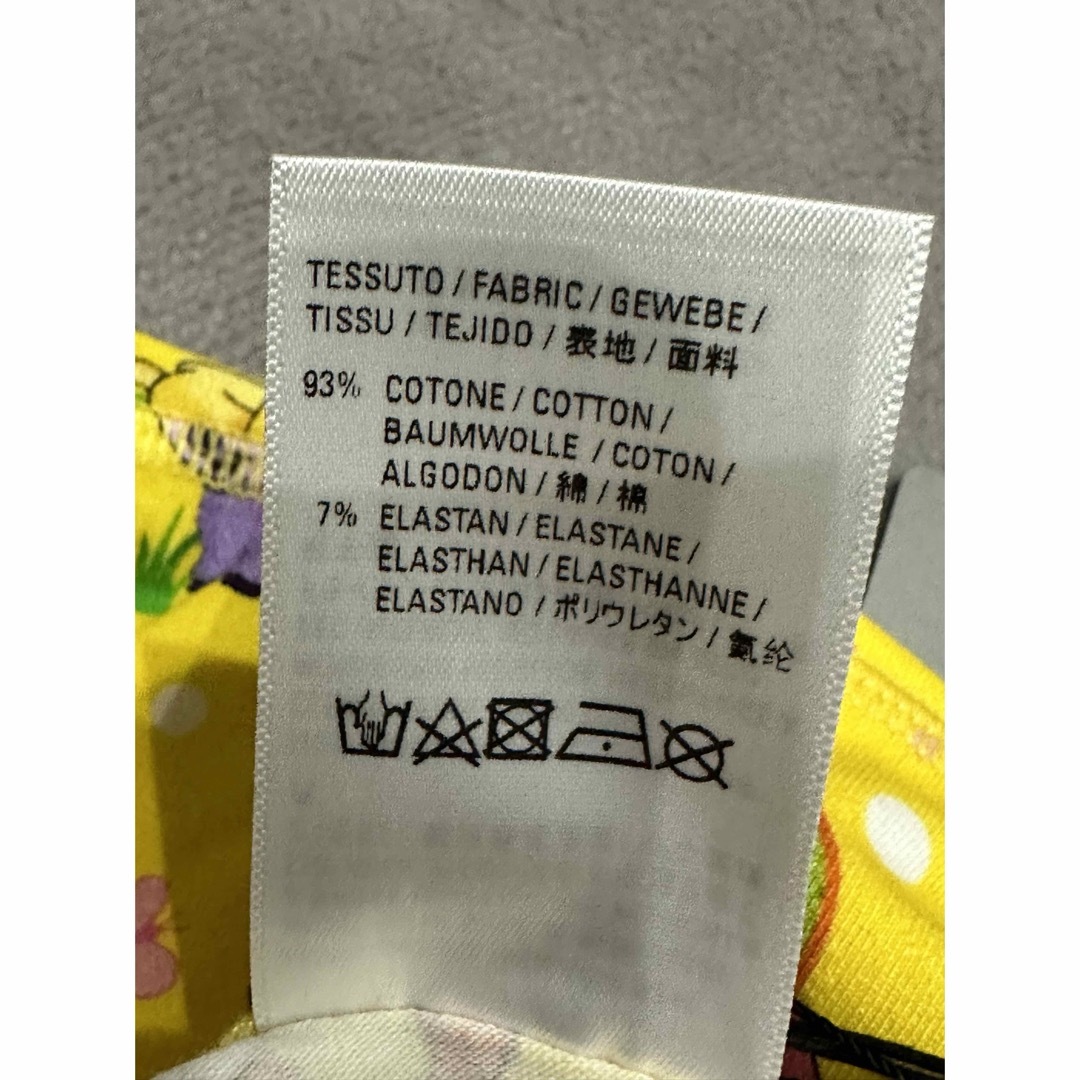 TESSUTO / FABRIC / GEWEBE /
TISSU / TEJIDO / 表地 / 面料
93% COTONE / COTTON /
BAUMWOLLE / COTON /
ALGODON / 綿 / 棉
7% ELASTAN / ELASTANE /
ELASTHAN / ELASTHANNE /
ELASTANO / ポリウレタン / 氨纶